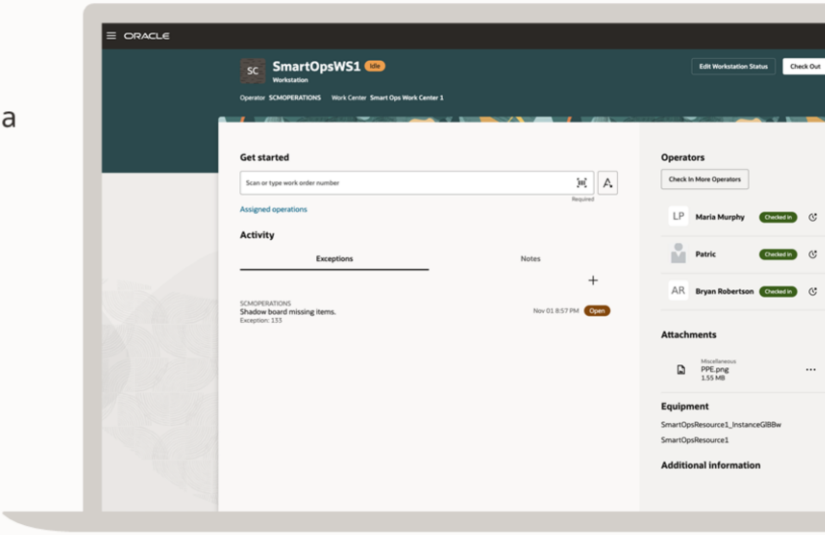 a
ORACLE
SC
SmartOpsWS1 Idle
Workstation
Edit Workstation Status
Check Out
Operator SCMOPERATIONS Work Center Smart Ops Work Center 1
Get started
Scan or type work order number
Required
Assigned operations
Activity
Exceptions
Notes
SCMOPERATIONS
Shadow board missing items.
Exception: 133
Nov 01 8:57 PM Open
Operators
Check In More Operators
LP Maria Murphy Checked in
Patric Checked in
AR Bryan Robertson Checked in
Attachments
Miscellaneous
PPE.png
1.55 MB
Equipment
SmartOpsResource1_InstanceGIBBw
SmartOpsResource1
Additional information